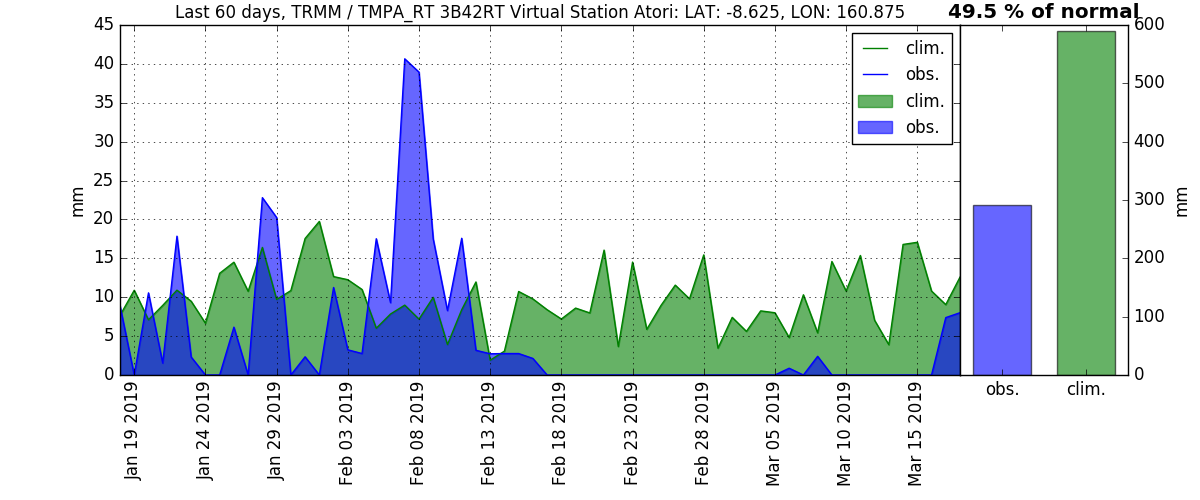 Last 60 days, TRMM / TMPA_RT 3B42RT Virtual Station Atori: LAT: -8.625, LON: 160.875
49.5 % of normal
45
40
35
30
25
20
15
10
5
0
mm
clim.
obs.
clim.
obs.
600
500
400
300
200
100
0
mm
obs.
clim.
Jan 19 2019
Jan 24 2019
Jan 29 2019
Feb 03 2019
Feb 08 2019
Feb 13 2019
Feb 18 2019
Feb 23 2019
Feb 28 2019
Mar 05 2019
Mar 10 2019
Mar 15 2019